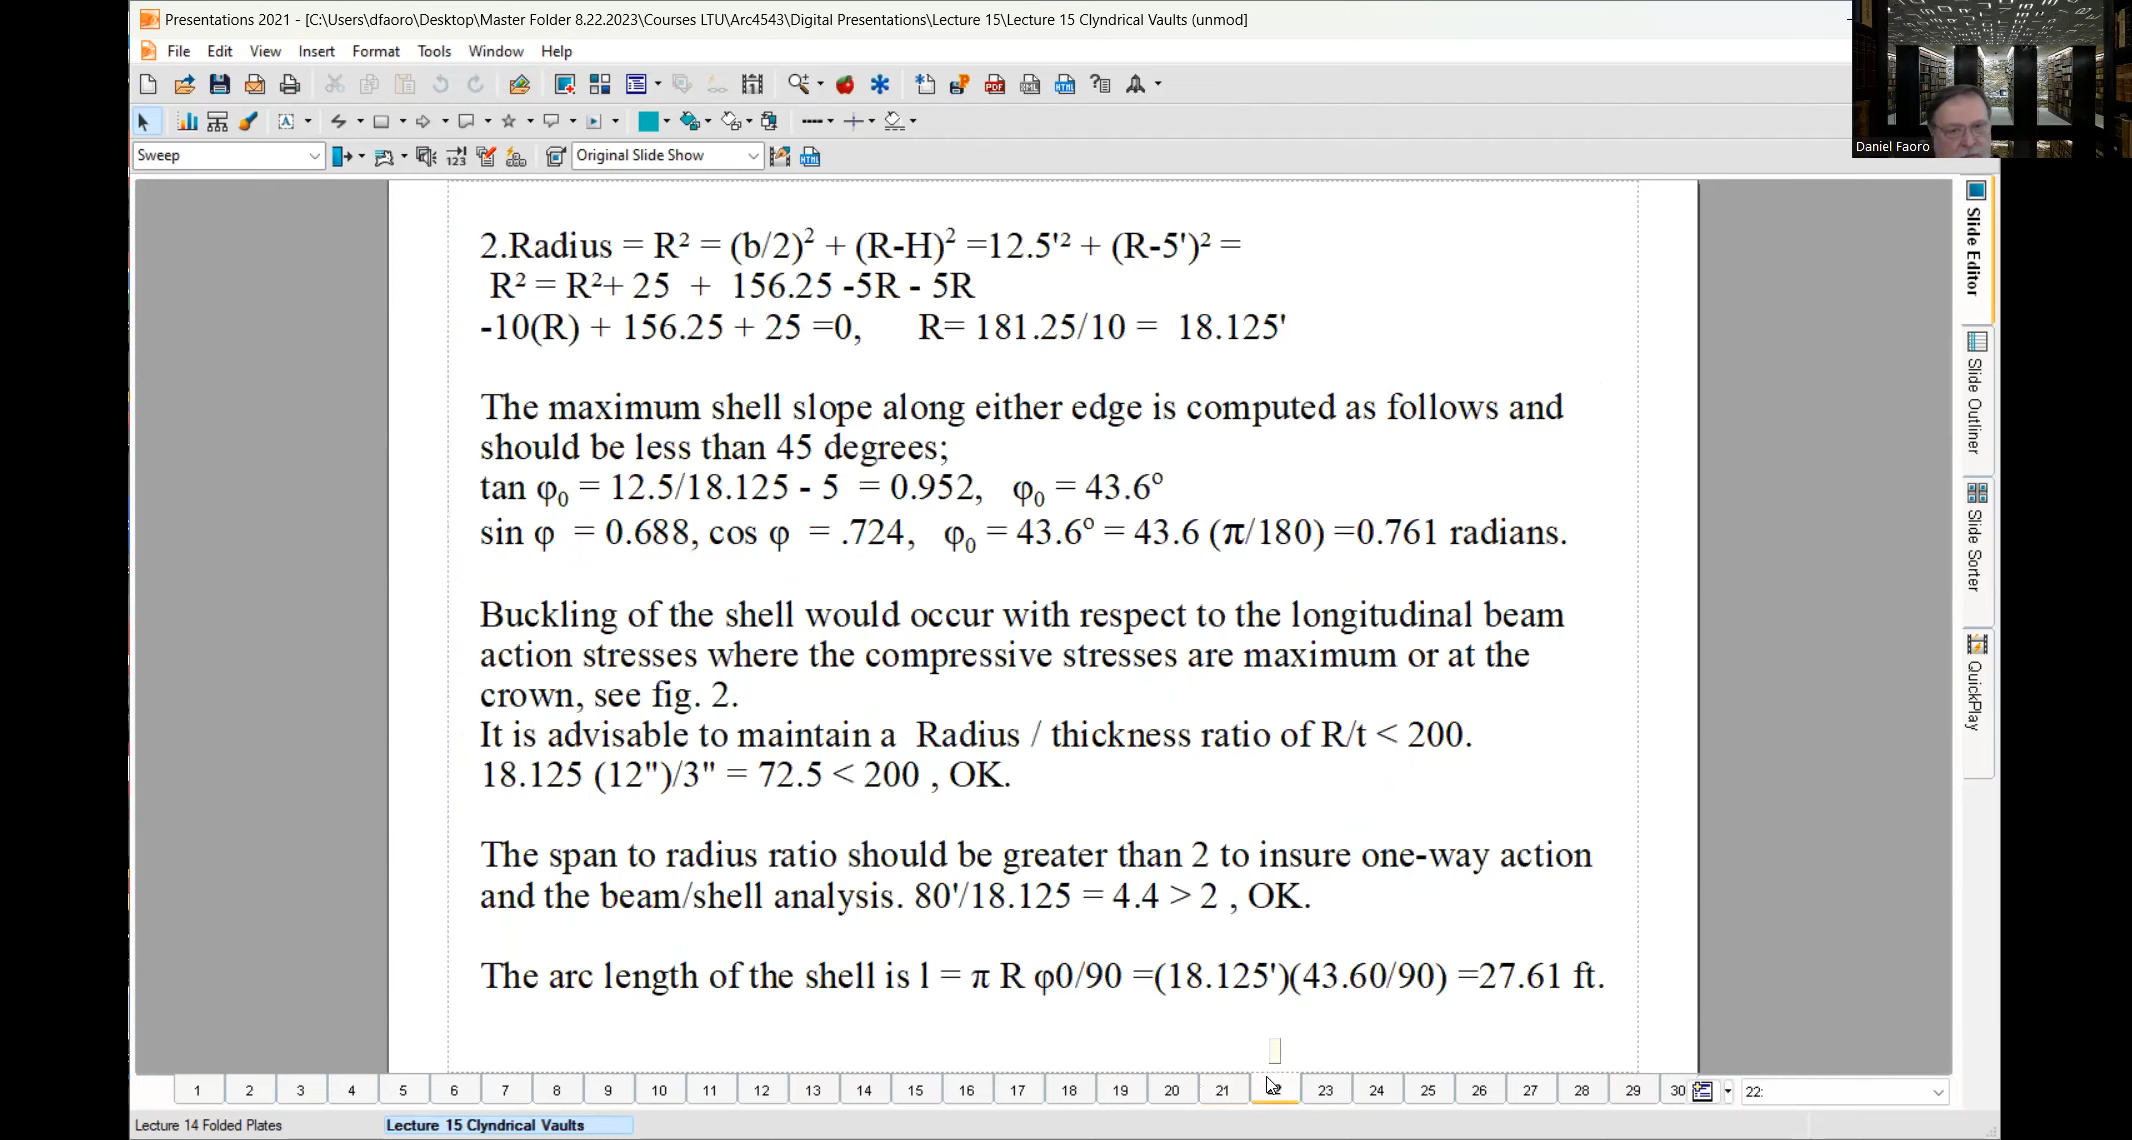 Presentations 2021 - [C:\Users\dfaoro\Desktop\Master Folder 8.22.2023\Courses LTU\Arc4543\Digital Presentations\Lecture 15\Lecture 15 Clyndrical Vaults (unmod]
File Edit View Insert Format Tools Window Help
Sweep
Original Slide Show
Daniel Faoro
2.Radius = R² = (b/2)² + (R-H)² =12.5'² + (R-5')² =
R² = R²+ 25 + 156.25 -5R - 5R
-10(R) + 156.25 + 25 =0, R= 181.25/10 = 18.125'
The maximum shell slope along either edge is computed as follows and
should be less than 45 degrees;
tan φ₀ = 12.5/18.125 - 5 = 0.952, φ₀ = 43.6º
sin φ = 0.688, cos φ = .724, φ₀ = 43.6º = 43.6 (π/180) =0.761 radians.
Buckling of the shell would occur with respect to the longitudinal beam
action stresses where the compressive stresses are maximum or at the
crown, see fig. 2.
It is advisable to maintain a Radius / thickness ratio of R/t < 200.
18.125 (12")/3" = 72.5 < 200 , OK.
The span to radius ratio should be greater than 2 to insure one-way action
and the beam/shell analysis. 80'/18.125 = 4.4 > 2 , OK.
The arc length of the shell is l = π R φ0/90 =(18.125')(43.60/90) =27.61 ft.
Slide Editor
Slide Outliner
Slide Sorter
QuickPlay
1 2 3 4 5 6 7 8 9 10 11 12 13 14 15 16 17 18 19 20 21 22 23 24 25 26 27 28 29 30
22:
Lecture 14 Folded Plates
Lecture 15 Clyndrical Vaults